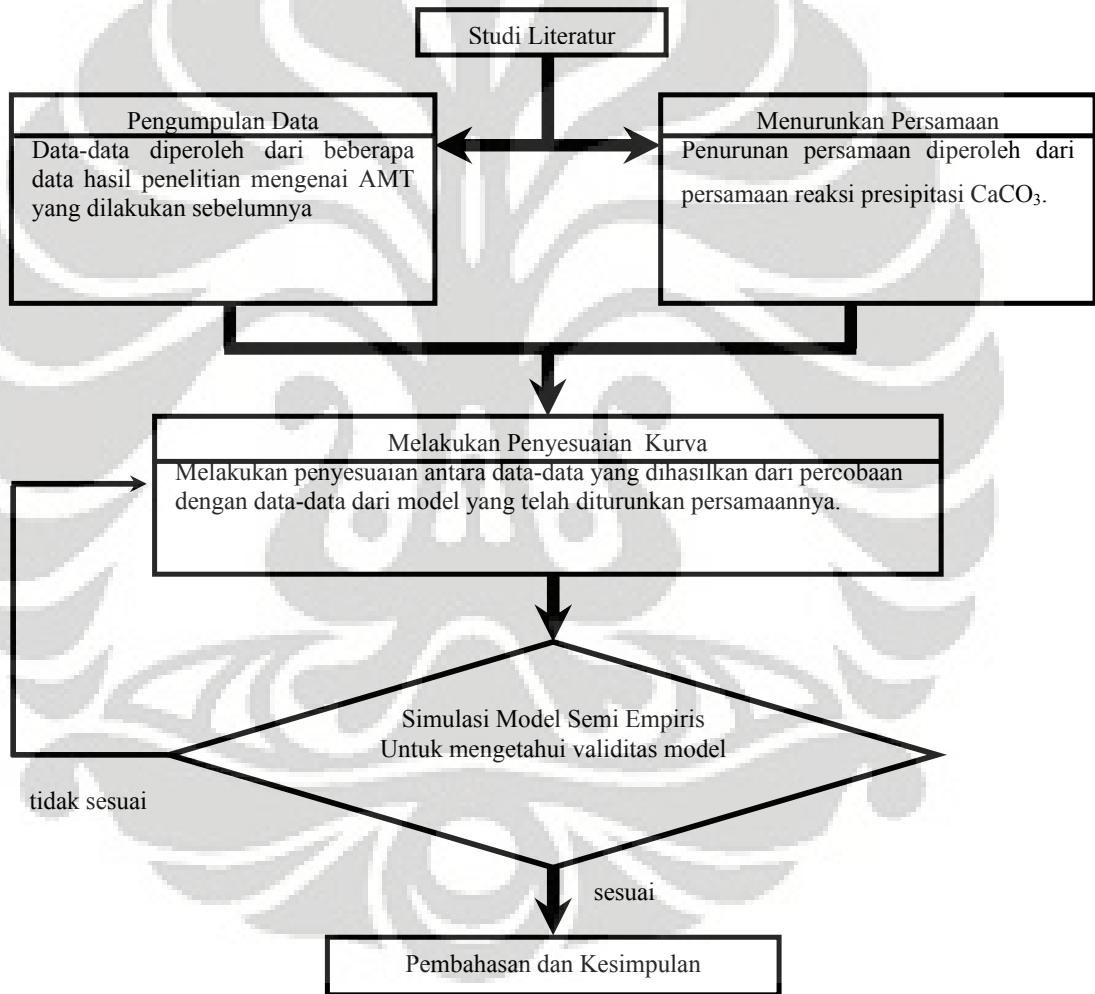 Studi Literatur
Pengumpulan Data
Data-data diperoleh dari beberapa
data hasil penelitian mengenai AMT
yang dilakukan sebelumnya
Menurunkan Persamaan
Penurunan persamaan diperoleh dari
persamaan reaksi presipitasi CaCO₃.
Melakukan Penyesuaian Kurva
Melakukan penyesuaian antara data-data yang dihasilkan dari percobaan
dengan data-data dari model yang telah diturunkan persamaannya.
Simulasi Model Semi Empiris
Untuk mengetahui validitas model
tidak sesuai
sesuai
Pembahasan dan Kesimpulan